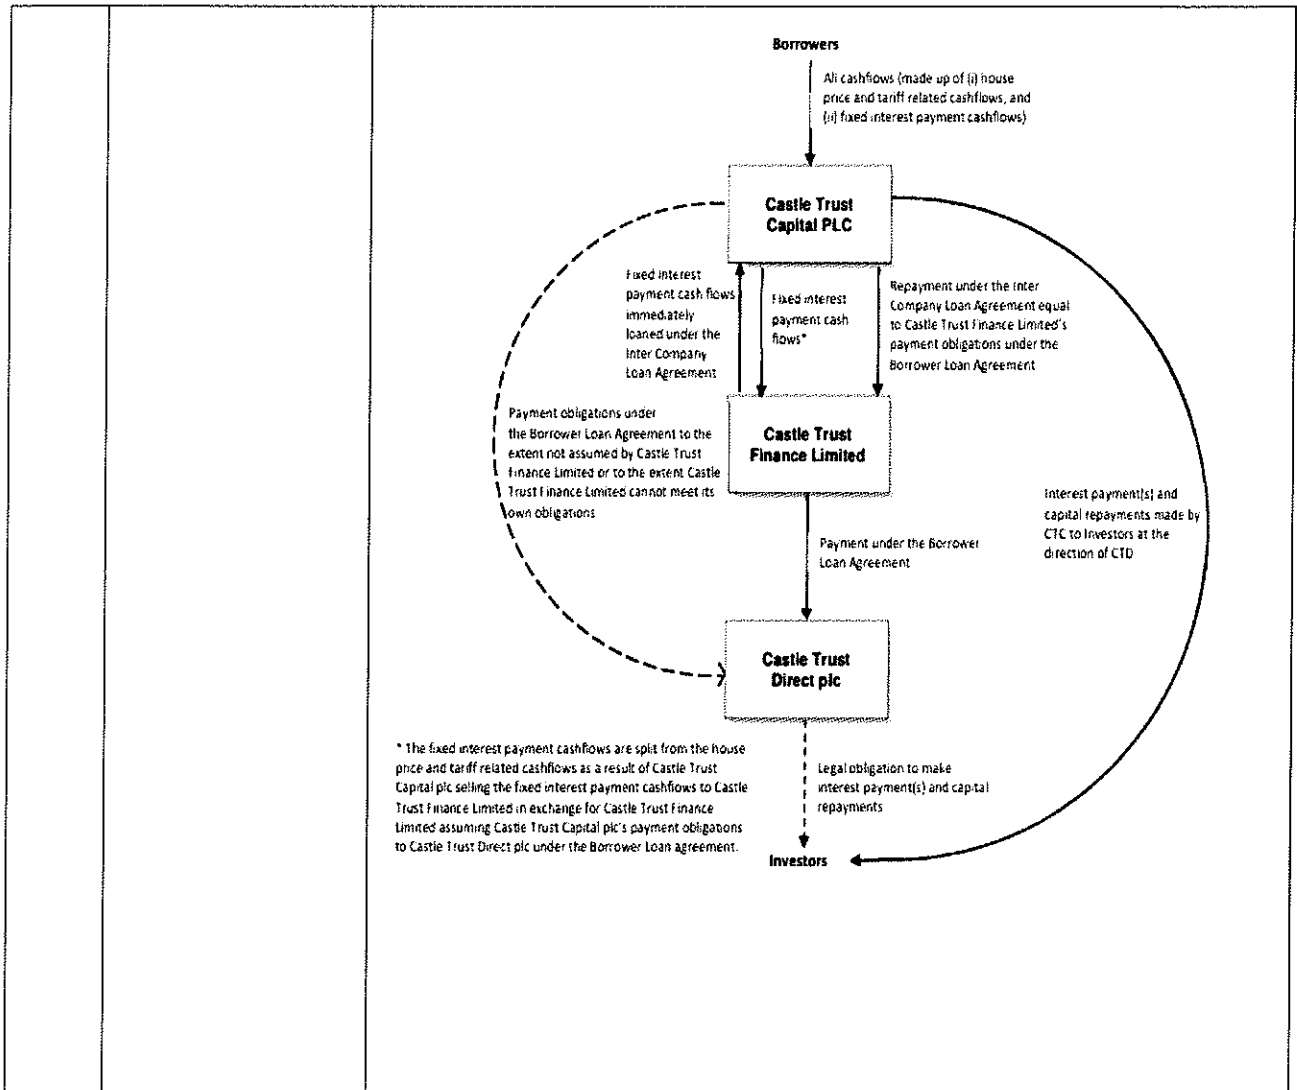 Borrowers
All cashflows (made up of (i) house
price and tariff related cashflows, and
(ii) fixed interest payment cashflows)
Castle Trust
Capital PLC
Fixed interest
payment cash flows
immediately
loaned under the
Inter Company
Loan Agreement
Fixed interest
payment cash
flows*
Repayment under the Inter
Company Loan Agreement equal
to Castle Trust Finance Limited's
payment obligations under the
Borrower Loan Agreement
Payment obligations under
the Borrower Loan Agreement to the
extent not assumed by Castle Trust
Finance Limited or to the extent Castle
Trust Finance Limited cannot meet its
own obligations
Castle Trust
Finance Limited
Interest payment(s) and
capital repayments made by
CTC to Investors at the
direction of CTD
Payment under the Borrower
Loan Agreement
Castle Trust
Direct plc
* The fixed interest payment cashflows are split from the house
price and tariff related cashflows as a result of Castle Trust
Capital plc selling the fixed interest payment cashflows to Castle
Trust Finance Limited in exchange for Castle Trust Finance
Limited assuming Castle Trust Capital plc's payment obligations
to Castle Trust Direct plc under the Borrower Loan agreement.
Legal obligation to make
interest payment(s) and capital
repayments
Investors